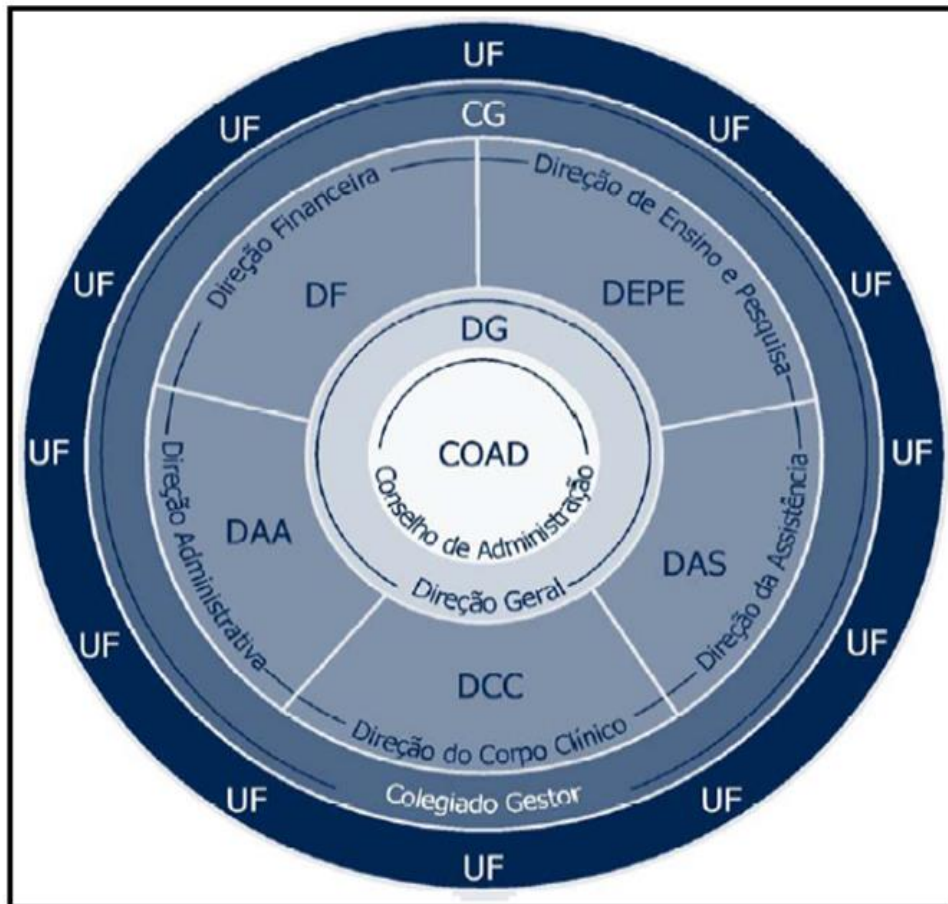 UF
UF
UF
CG
Direção Financeira
Direção de Ensino e Pesquisa
UF
UF
DF
DEPE
DG
UF
UF
COAD
Conselho de Administração
Direção Geral
Direção Administrativa
DAA
DAS
Direção da Assistência
UF
UF
DCC
Direção do Corpo Clínico
Colegiado Gestor
UF
UF
UF